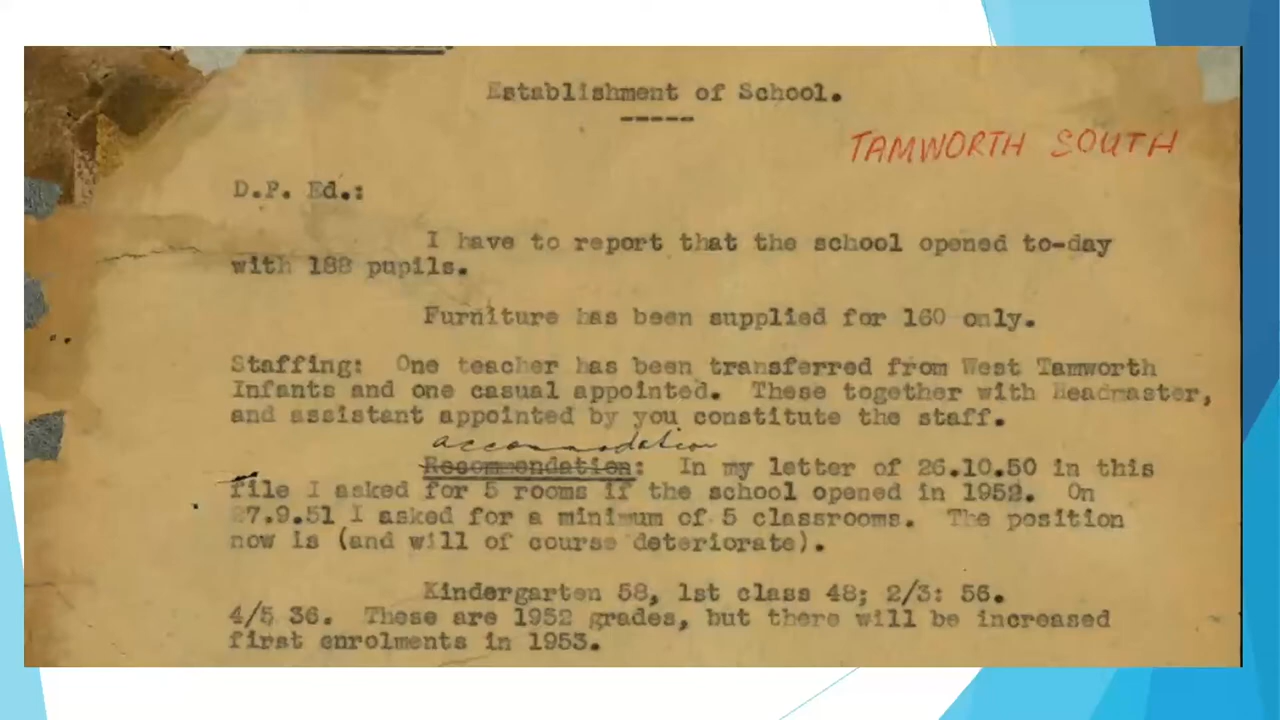 Establishment of School.
TAMWORTH SOUTH
D.P. Ed.:
I have to report that the school opened to-day
with 188 pupils.
Furniture has been supplied for 160 only.
Staffing: One teacher has been transferred from West Tamworth
Infants and one casual appointed. These together with Headmaster,
and assistant appointed by you constitute the staff.
accommodation
Recommendation: In my letter of 26.10.50 in this
file I asked for 5 rooms if the school opened in 1952. On
27.9.51 I asked for a minimum of 5 classrooms. The position
now is (and will of course deteriorate).
Kindergarten 58, 1st class 48; 2/3: 56.
4/5 36. These are 1952 grades, but there will be increased
first enrolments in 1953.